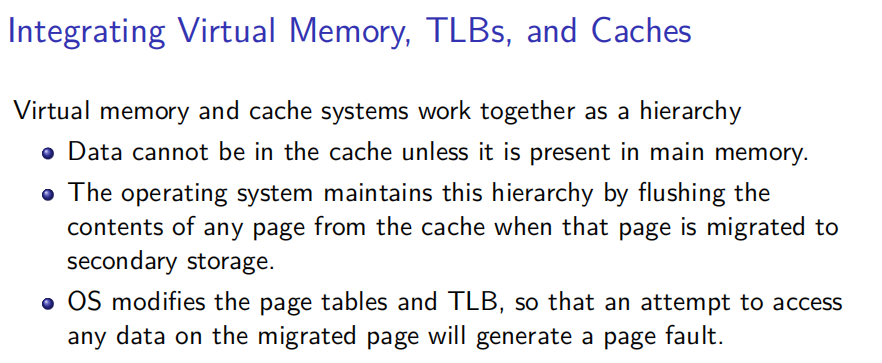 Integrating Virtual Memory, TLBs, and Caches
Virtual memory and cache systems work together as a hierarchy
Data cannot be in the cache unless it is present in main memory.
The operating system maintains this hierarchy by flushing the
contents of any page from the cache when that page is migrated to
secondary storage.
OS modifies the page tables and TLB, so that an attempt to access
any data on the migrated page will generate a page fault.